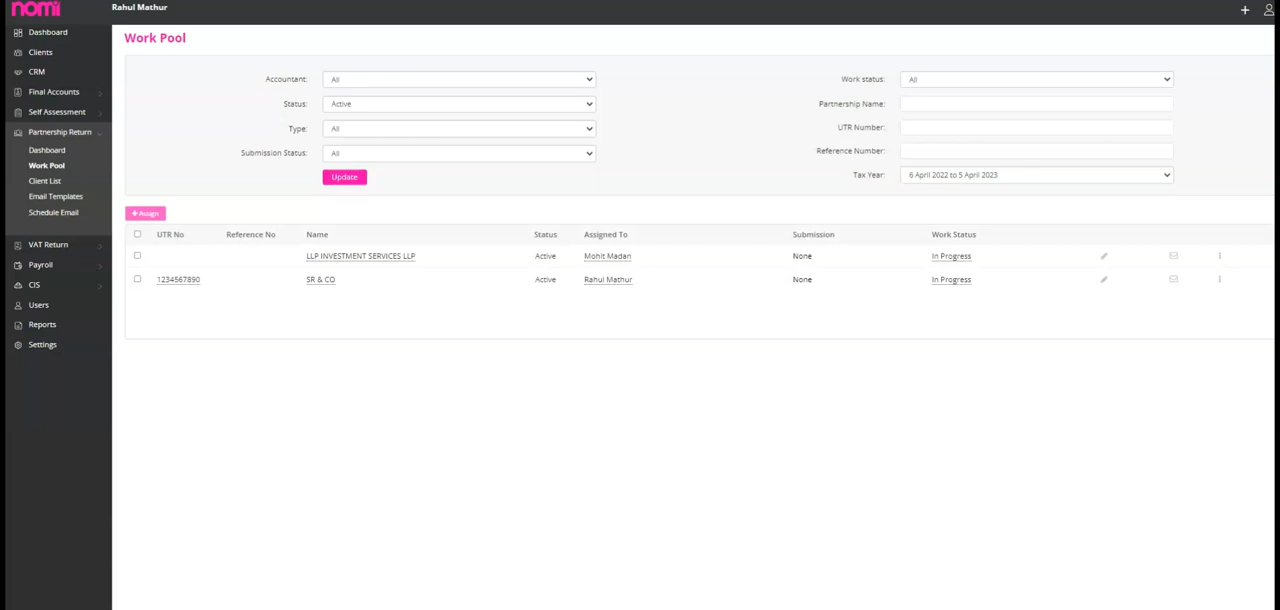 nomi
Rahul Mathur
Dashboard
Clients
CRM
Final Accounts
Self Assessment
Partnership Return
Dashboard
Work Pool
Client List
Email Templates
Schedule Email
VAT Return
Payroll
CIS
Users
Reports
Settings
Work Pool
Accountant: All
Work status: All
Status: Active
Partnership Name:
Type: All
UTR Number:
Submission Status: All
Reference Number:
Update
Tax Year: 6 April 2022 to 5 April 2023
+ Assign
UTR No Reference No Name Status Assigned To Submission Work Status
LLP INVESTMENT SERVICES LLP Active Mohit Madan None In Progress
1234567890 SR & CO Active Rahul Mathur None In Progress